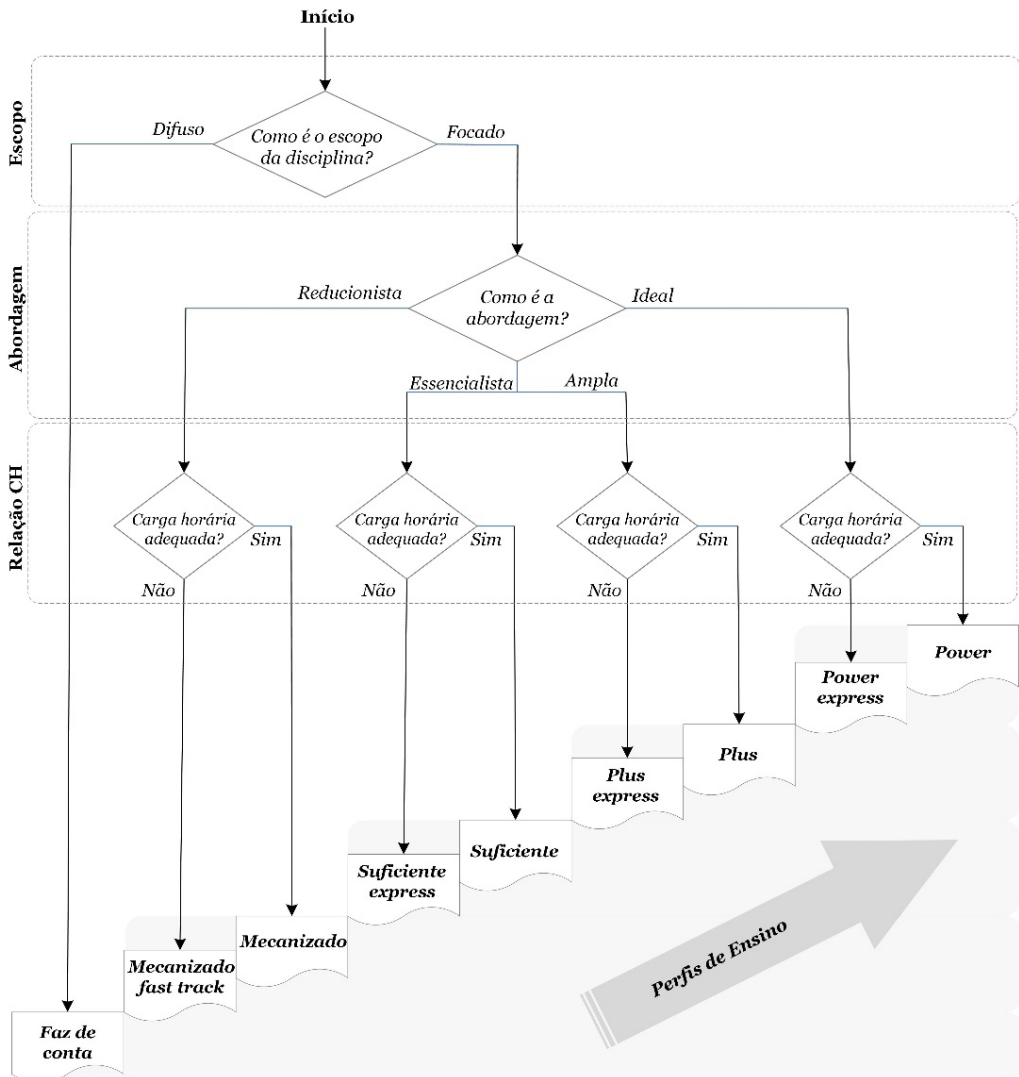 Início
Escopo
Difuso
Como é o escopo
da disciplina?
Focado
Abordagem
Reducionista
Como é a
abordagem?
Ideal
Essencialista
Ampla
Relação CH
Carga horária
adequada?
Sim
Não
Carga horária
adequada?
Sim
Não
Carga horária
adequada?
Sim
Não
Carga horária
adequada?
Sim
Não
Power
Power
express
Plus
Plus
express
Suficiente
Suficiente
express
Mecanizado
Mecanizado
fast track
Faz de
conta
Perfis de Ensino